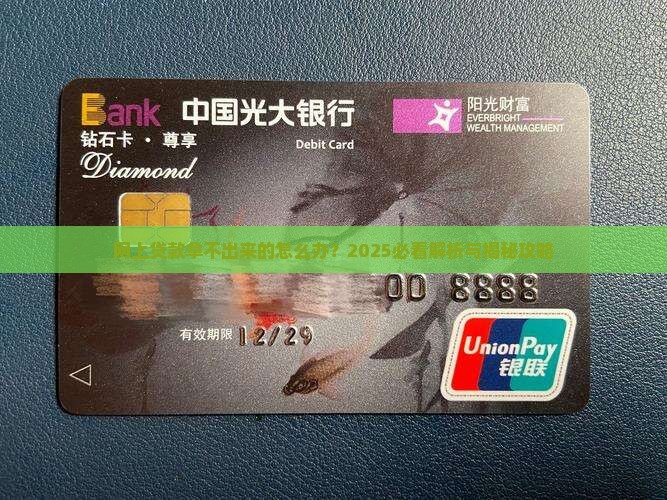 Bank 中国光大银行
阳光财富
EVERBRIGHT
WEALTH MANAGEMENT
Debit Card
钻石卡 · 尊享
Diamond
网上贷款拿不出来的怎么办？2025必看解析与揭秘攻略
00 8888
有效期限 12/29
UnionPay
银联